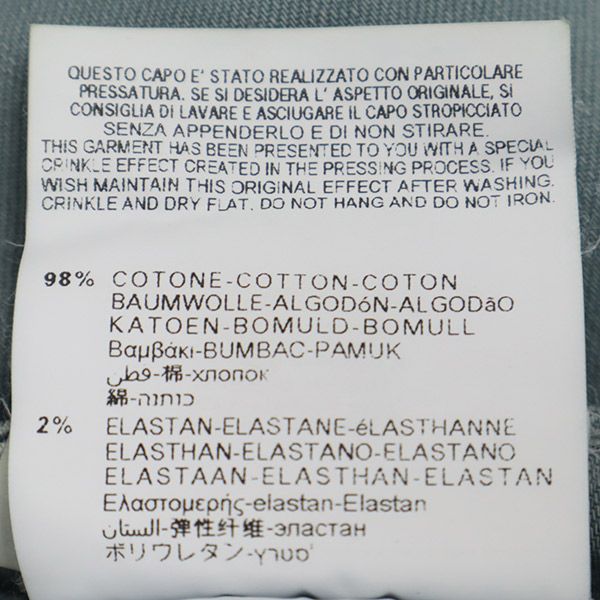 QUESTO CAPO E' STATO REALIZZATO CON PARTICOLARE
PRESSATURA. SE SI DESIDERA L' ASPETTO ORIGINALE, SI
CONSIGLIA DI LAVARE E ASCIUGARE IL CAPO STROPICCIATO
SENZA APPENDERLO E DI NON STIRARE.
THIS GARMENT HAS BEEN PRESENTED TO YOU WITH A SPECIAL
CRINKLE EFFECT CREATED IN THE PRESSING PROCESS. IF YOU
WISH MAINTAIN THIS ORIGINAL EFFECT AFTER WASHING.
CRINKLE AND DRY FLAT. DO NOT HANG AND DO NOT IRON.
98% COTONE-COTTON-COTON
BAUMWOLLE-ALGODóN-ALGODãO
KATOEN-BOMULD-BOMULL
Βαμβάκι-BUMBAC-PAMUK
قطن-棉-хлопок
綿-כותנה
2% ELASTAN-ELASTANE-éLASTHANNE
ELASTHAN-ELASTANO-ELASTANO
ELASTAAN-ELASTHAN-ELASTAN
Ελαστομερής-elastan-Elastan
الستان-弹性纤维-эластан
ポリウレタン-סטרץ'